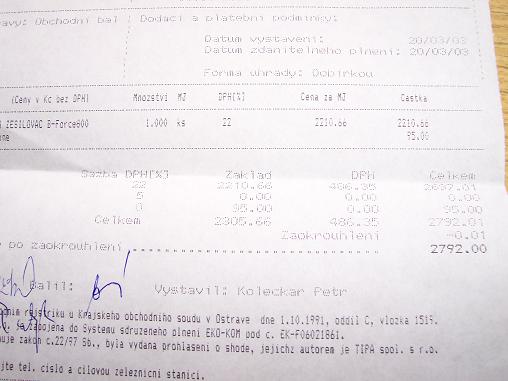 avy: Obchodni bal Dodaci a platebni podminky:
Datum vystaveni: 20/03/03
Datum zdanitelneho plneni: 20/03/03
Forma uhrady: Dobirkou
(Ceny v Kc bez DPH) Mnozstvi MJ DPH[%] Cena za MJ Castka
ZESILOVAC B-Force600 1.000 ks 22 2210.66 2210.66
95.00
Sazba DPH[%] Zaklad DPH Celkem
22 2210.66 486.35 2697.01
5 0.00 0.00 0.00
0 95.00 0.00 95.00
Celkem 2305.66 486.35 2792.01
Zaokrouhleni -0.01
po zaokrouhleni 2792.00
Balil: Vystavil: Koleckar Petr
rejstriku u Krajskeho obchodniho soudu v Ostrave dne 1.10.1991, oddil C, vlozka 1519.
zapojena do Systemu sdruzeneho plneni EKO-KOM pod c. EK-F06021861.
uje zakon c.22/97 Sb., byla vydana prohlaseni o shode, jejichz autorem je TIPA spol. s r.o.
jte tel. cislo a cilovou zeleznicni stanici.